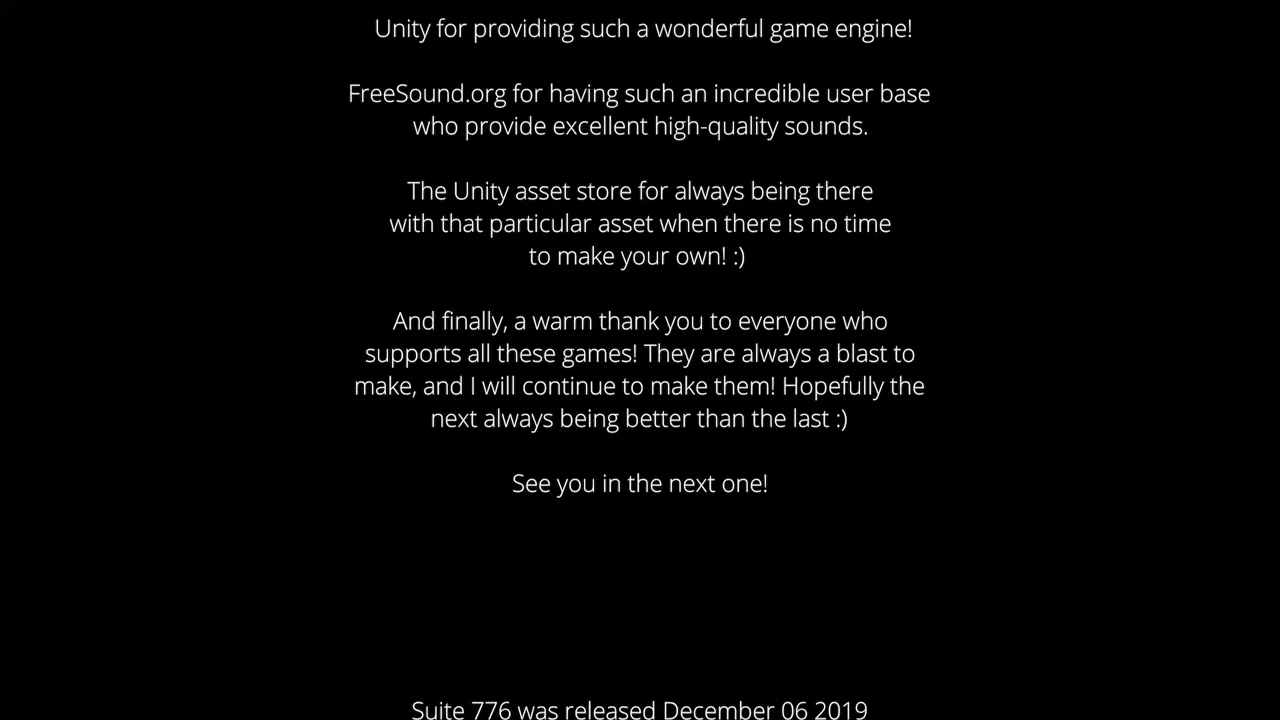 Unity for providing such a wonderful game engine!
FreeSound.org for having such an incredible user base
who provide excellent high-quality sounds.
The Unity asset store for always being there
with that particular asset when there is no time
to make your own! :)
And finally, a warm thank you to everyone who
supports all these games! They are always a blast to
make, and I will continue to make them! Hopefully the
next always being better than the last :)
See you in the next one!
Suite 776 was released December 06 2019